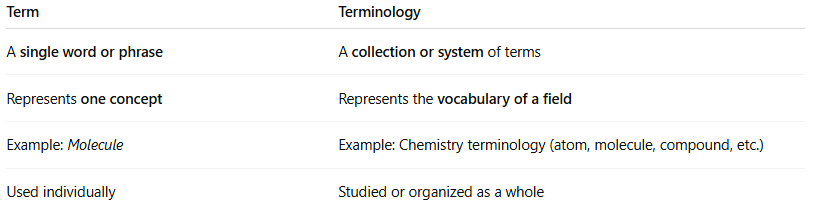 Term Terminology
A single word or phrase A collection or system of terms
Represents one concept Represents the vocabulary of a field
Example: Molecule Example: Chemistry terminology (atom, molecule, compound, etc.)
Used individually Studied or organized as a whole